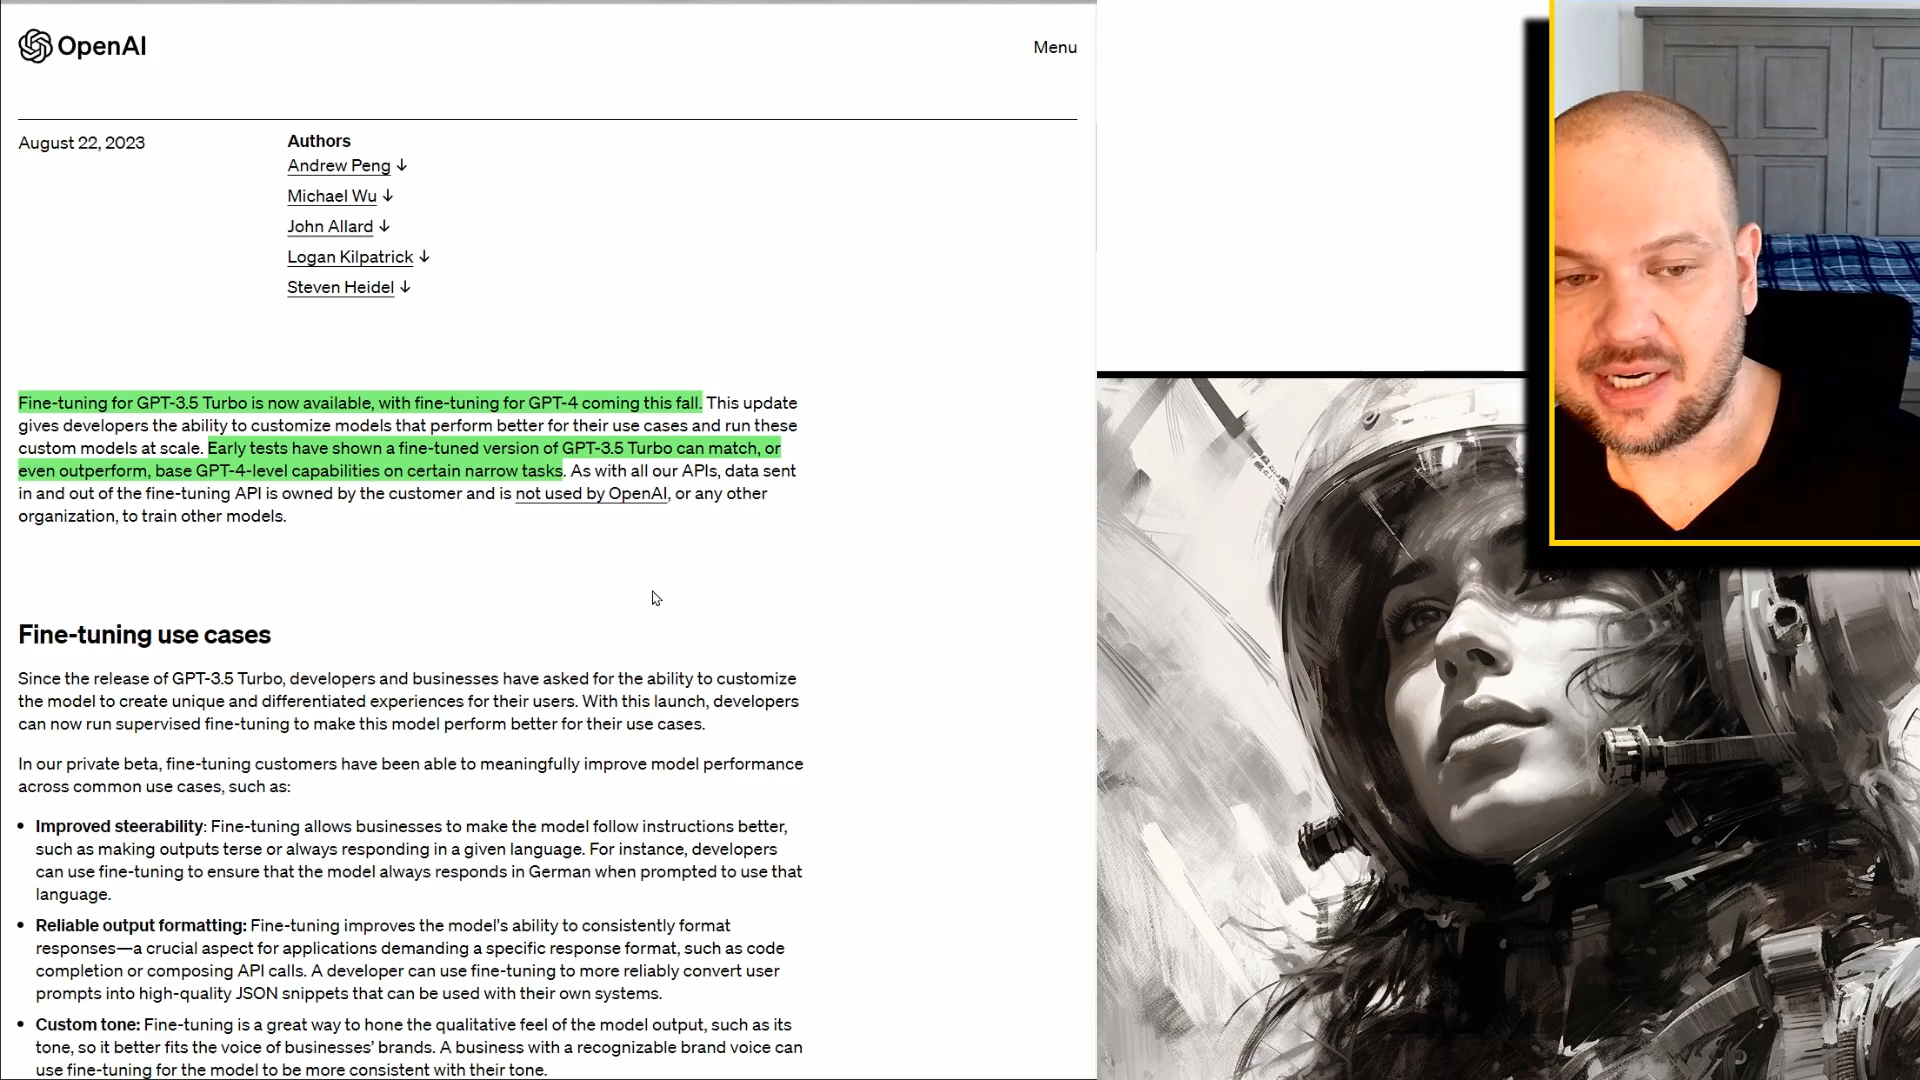 OpenAI
Menu
August 22, 2023
Authors
Andrew Peng ↓
Michael Wu ↓
John Allard ↓
Logan Kilpatrick ↓
Steven Heidel ↓
Fine-tuning for GPT-3.5 Turbo is now available, with fine-tuning for GPT-4 coming this fall. This update
gives developers the ability to customize models that perform better for their use cases and run these
custom models at scale. Early tests have shown a fine-tuned version of GPT-3.5 Turbo can match, or
even outperform, base GPT-4-level capabilities on certain narrow tasks. As with all our APIs, data sent
in and out of the fine-tuning API is owned by the customer and is not used by OpenAI, or any other
organization, to train other models.
Fine-tuning use cases
Since the release of GPT-3.5 Turbo, developers and businesses have asked for the ability to customize
the model to create unique and differentiated experiences for their users. With this launch, developers
can now run supervised fine-tuning to make this model perform better for their use cases.
In our private beta, fine-tuning customers have been able to meaningfully improve model performance
across common use cases, such as:
• Improved steerability: Fine-tuning allows businesses to make the model follow instructions better,
such as making outputs terse or always responding in a given language. For instance, developers
can use fine-tuning to ensure that the model always responds in German when prompted to use that
language.
• Reliable output formatting: Fine-tuning improves the model's ability to consistently format
responses—a crucial aspect for applications demanding a specific response format, such as code
completion or composing API calls. A developer can use fine-tuning to more reliably convert user
prompts into high-quality JSON snippets that can be used with their own systems.
• Custom tone: Fine-tuning is a great way to hone the qualitative feel of the model output, such as its
tone, so it better fits the voice of businesses’ brands. A business with a recognizable brand voice can
use fine-tuning for the model to be more consistent with their tone.